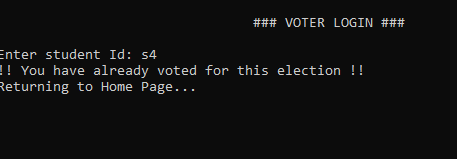 ### VOTER LOGIN ###
Enter student Id: s4
!! You have already voted for this election !!
Returning to Home Page...